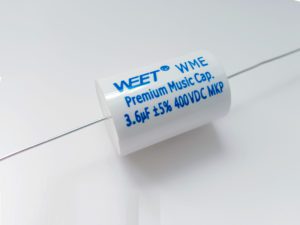 WEET® WME
Premium Music Cap.
3.6µF ±5% 400VDC MKP